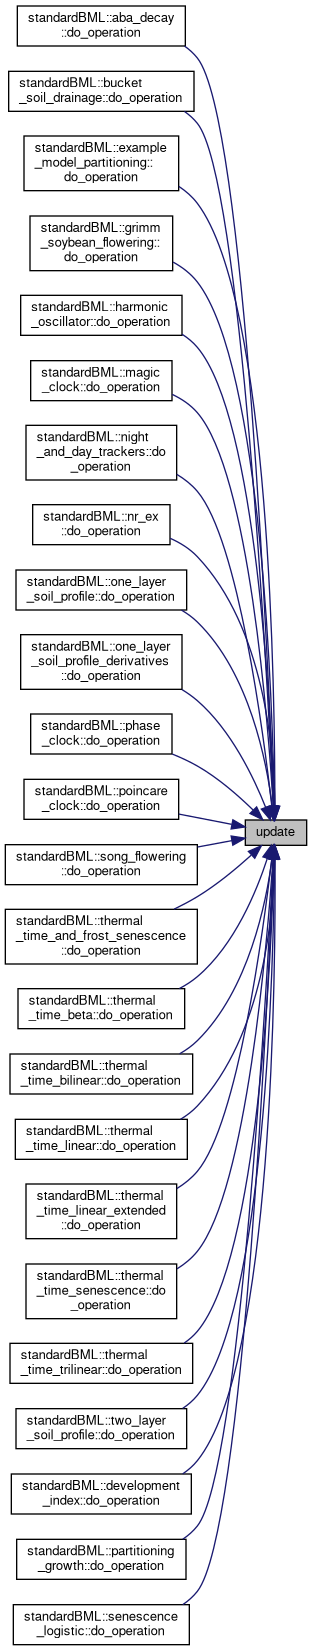 standardBML::aba_decay
::do_operation
standardBML::bucket
_soil_drainage::do_operation
standardBML::example
_model_partitioning::
do_operation
standardBML::grimm
_soybean_flowering::
do_operation
standardBML::harmonic
_oscillator::do_operation
standardBML::magic
_clock::do_operation
standardBML::night
_and_day_trackers::do
_operation
standardBML::nr_ex
::do_operation
standardBML::one_layer
_soil_profile::do_operation
standardBML::one_layer
_soil_profile_derivatives
::do_operation
standardBML::phase
_clock::do_operation
standardBML::poincare
_clock::do_operation
update
standardBML::song_flowering
::do_operation
standardBML::thermal
_time_and_frost_senescence
::do_operation
standardBML::thermal
_time_beta::do_operation
standardBML::thermal
_time_bilinear::do_operation
standardBML::thermal
_time_linear::do_operation
standardBML::thermal
_time_linear_extended
::do_operation
standardBML::thermal
_time_senescence::do
_operation
standardBML::thermal
_time_trilinear::do_operation
standardBML::two_layer
_soil_profile::do_operation
standardBML::development
_index::do_operation
standardBML::partitioning
_growth::do_operation
standardBML::senescence
_logistic::do_operation